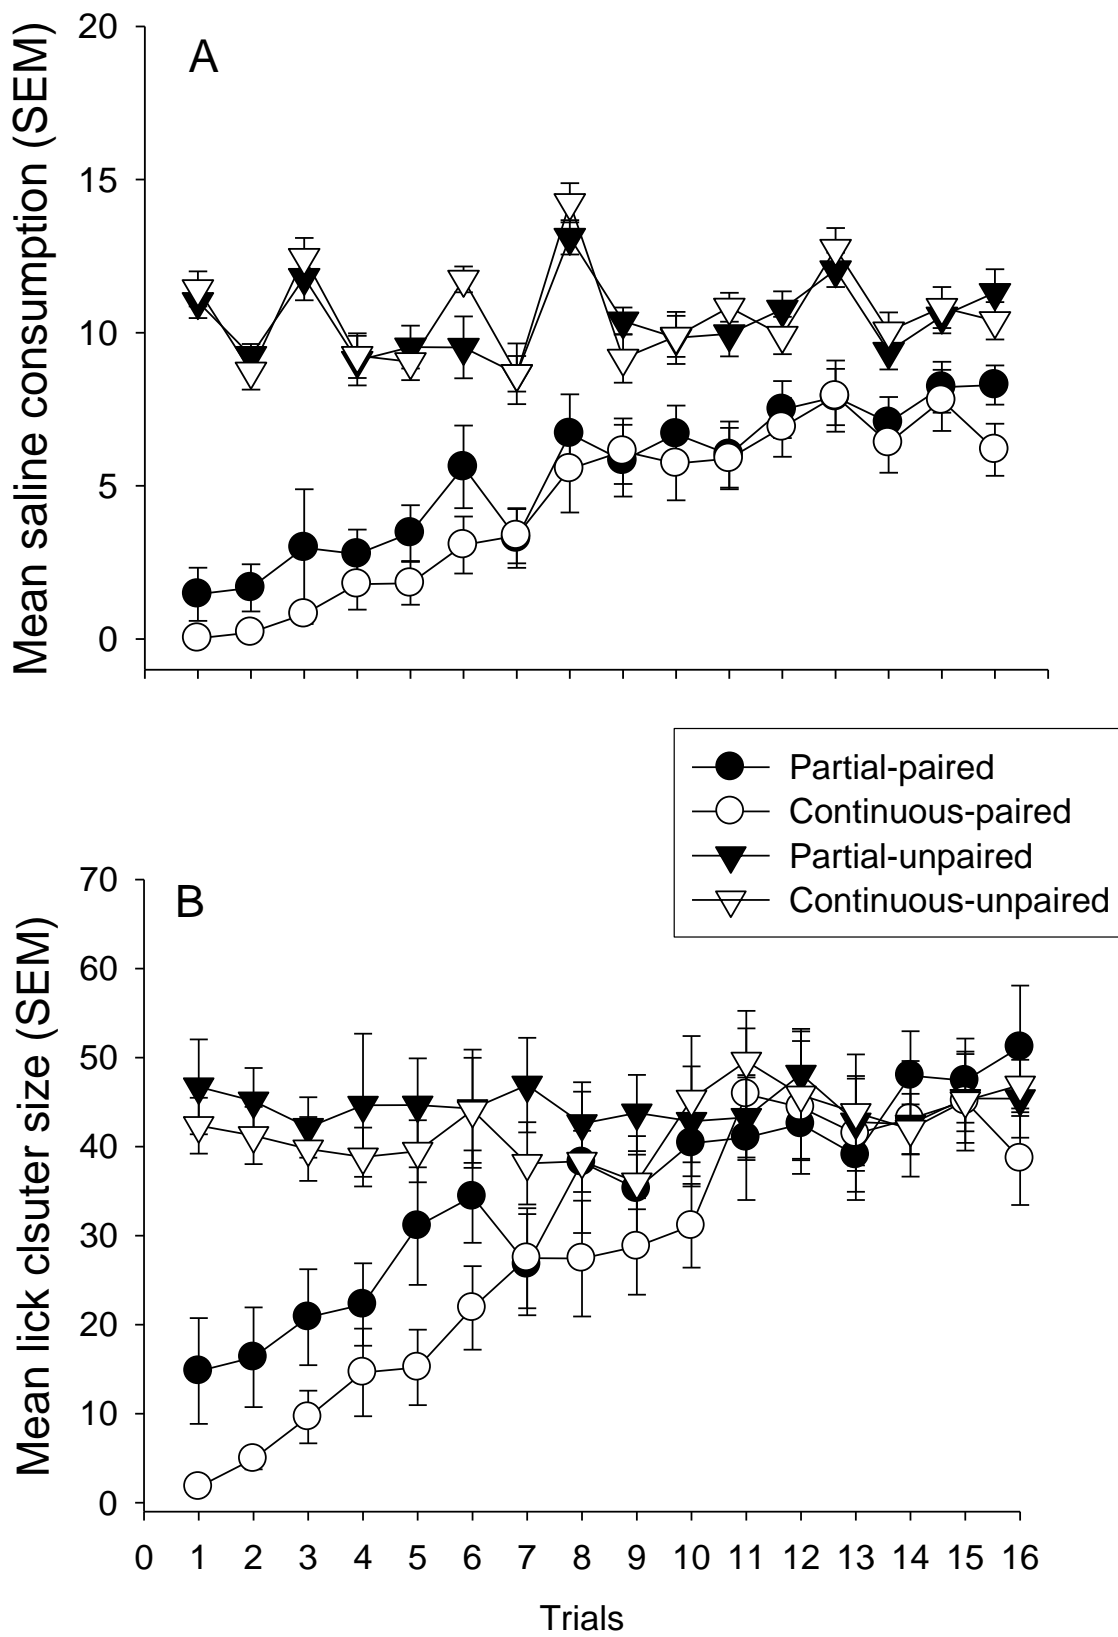 Mean saline consumption (SEM)
20
15
10
5
0
A
Partial-paired
Continuous-paired
Partial-unpaired
Continuous-unpaired
Mean lick clsuter size (SEM)
70
60
50
40
30
20
10
0
B
0 1 2 3 4 5 6 7 8 9 10 11 12 13 14 15 16
Trials